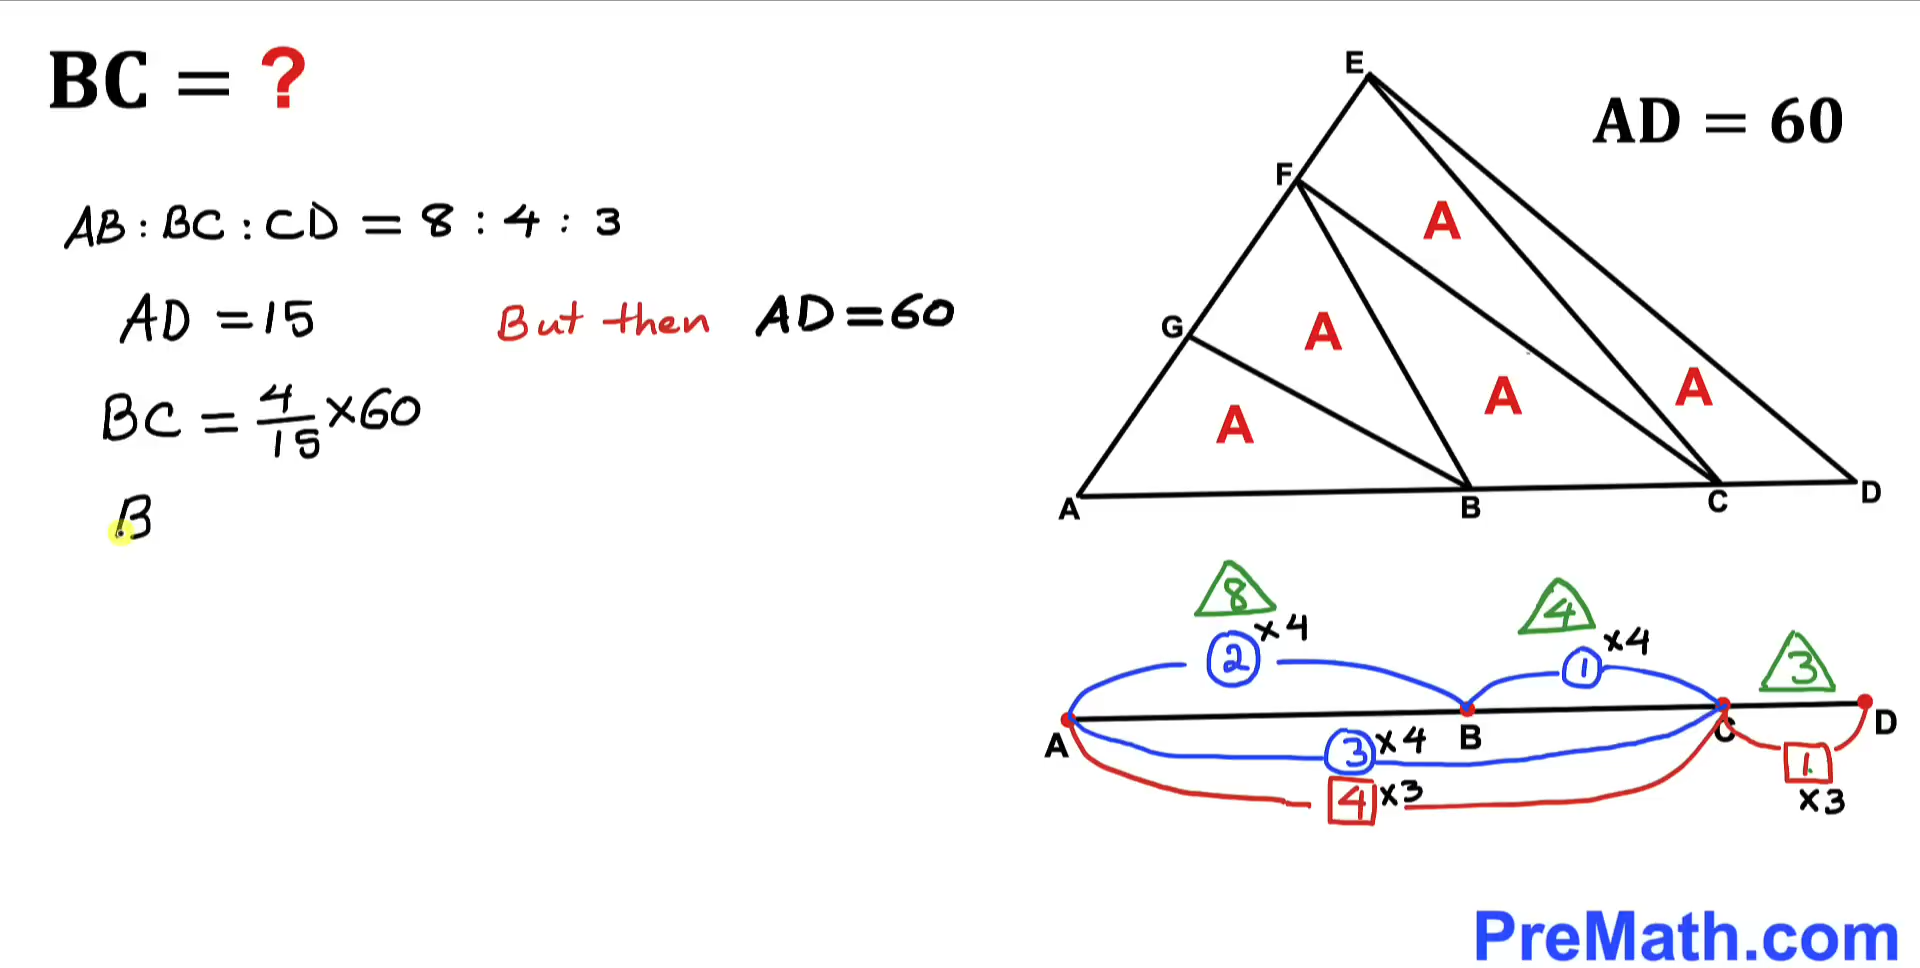 BC = ?
AD = 60
AB : BC : CD = 8 : 4 : 3
AD = 15 But then AD = 60
BC = 4/15 × 60
B
E
F
A
G
A
A
A
A
A
B
C
D
8
×4
2
4
×4
1
3
A
B
C
D
3 ×4
4 ×3
1
×3
PreMath.com